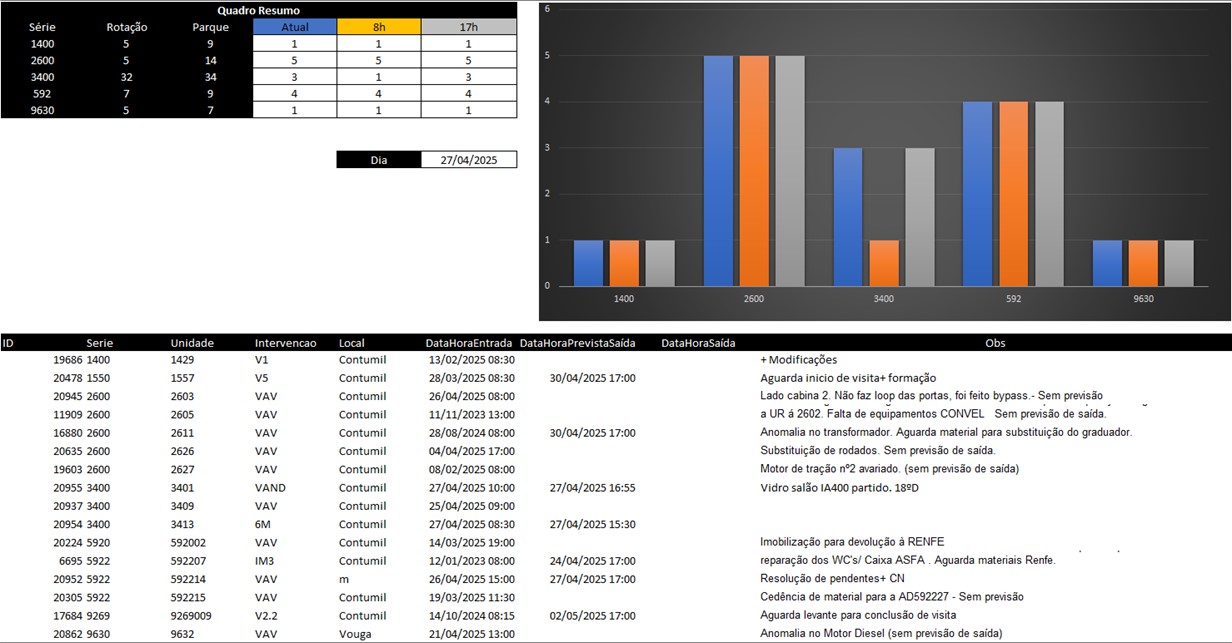 Quadro Resumo
Série Rotação Parque Atual 8h 17h
1400 5 9 1 1 1
2600 5 14 5 5 5
3400 32 34 3 1 3
592 7 9 4 4 4
9630 5 7 1 1 1
Dia 27/04/2025
6
5
4
3
2
1
0
1400 2600 3400 592 9630
ID Serie Unidade Intervencao Local DataHoraEntrada DataHoraPrevistaSaída DataHoraSaída Obs
19686 1400 1429 V1 Contumil 13/02/2025 08:30 + Modificações
20478 1550 1557 V5 Contumil 28/03/2025 08:30 30/04/2025 17:00 Aguarda inicio de visita+ formação
20945 2600 2603 VAV Contumil 26/04/2025 08:00 Lado cabina 2. Não faz loop das portas, foi feito bypass.- Sem previsão
11909 2600 2605 VAV Contumil 11/11/2023 13:00 a UR á 2602. Falta de equipamentos CONVEL Sem previsão de saída.
16880 2600 2611 VAV Contumil 28/08/2024 08:00 30/04/2025 17:00 Anomalia no transformador. Aguarda material para substituição do graduador.
20635 2600 2626 VAV Contumil 04/04/2025 17:00 Substituição de rodados. Sem previsão de saída.
19603 2600 2627 VAV Contumil 08/02/2025 08:00 Motor de tração nº2 avariado. (sem previsão de saída)
20955 3400 3401 VAND Contumil 27/04/2025 10:00 27/04/2025 16:55 Vidro salão IA400 partido. 18ºD
20937 3400 3409 VAV Contumil 25/04/2025 09:00
20954 3400 3413 6M Contumil 27/04/2025 08:30 27/04/2025 15:30
20224 5920 592002 VAV Contumil 14/03/2025 19:00 Imobilização para devolução à RENFE
6695 5922 592207 IM3 Contumil 12/01/2023 08:00 24/04/2025 17:00 reparação dos WC's/ Caixa ASFA . Aguarda materiais Renfe.
20952 5922 592214 VAV m 26/04/2025 15:00 27/04/2025 17:00 Resolução de pendentes+ CN
20305 5922 592215 VAV Contumil 19/03/2025 11:30 Cedência de material para a AD592227 - Sem previsão
17684 9269 9269009 V2.2 Contumil 14/10/2024 08:15 02/05/2025 17:00 Aguarda levante para conclusão de visita
20862 9630 9632 VAV Vouga 21/04/2025 13:00 Anomalia no Motor Diesel (sem previsão de saída)